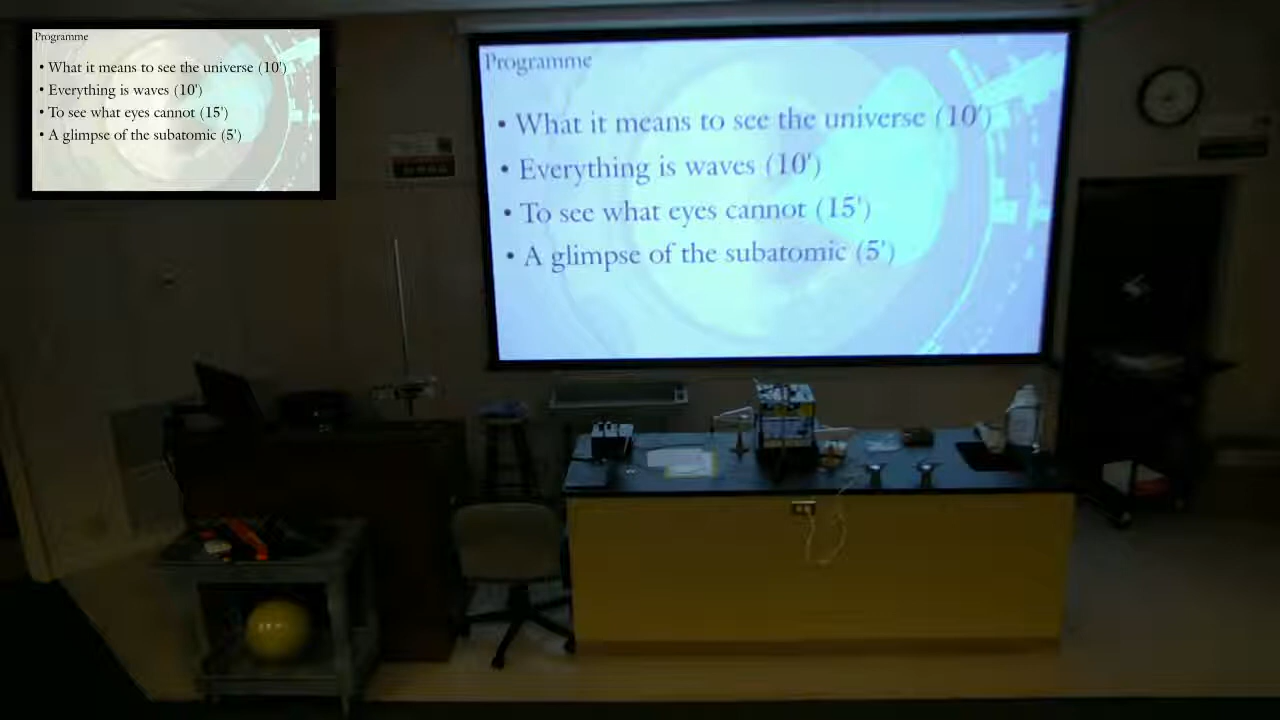 Programme
• What it means to see the universe (10')
• Everything is waves (10')
• To see what eyes cannot (15')
• A glimpse of the subatomic (5')
Programme
• What it means to see the universe (10')
• Everything is waves (10')
• To see what eyes cannot (15')
• A glimpse of the subatomic (5')